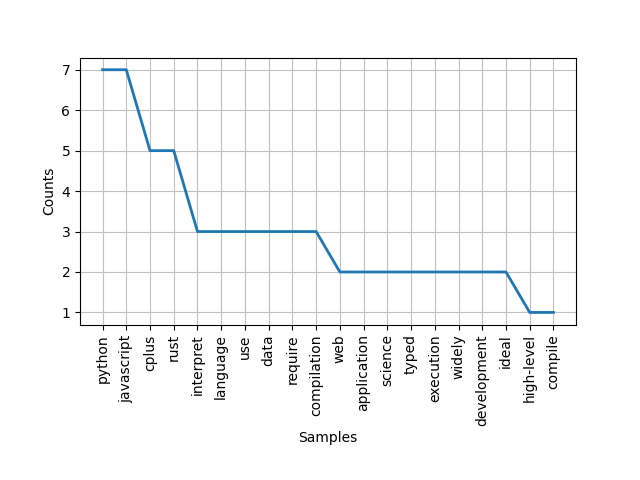 7
6
5
4
3
2
1
Counts
python
javascript
cplus
rust
interpret
language
use
data
require
compilation
web
application
science
typed
execution
widely
development
ideal
high-level
compile
Samples